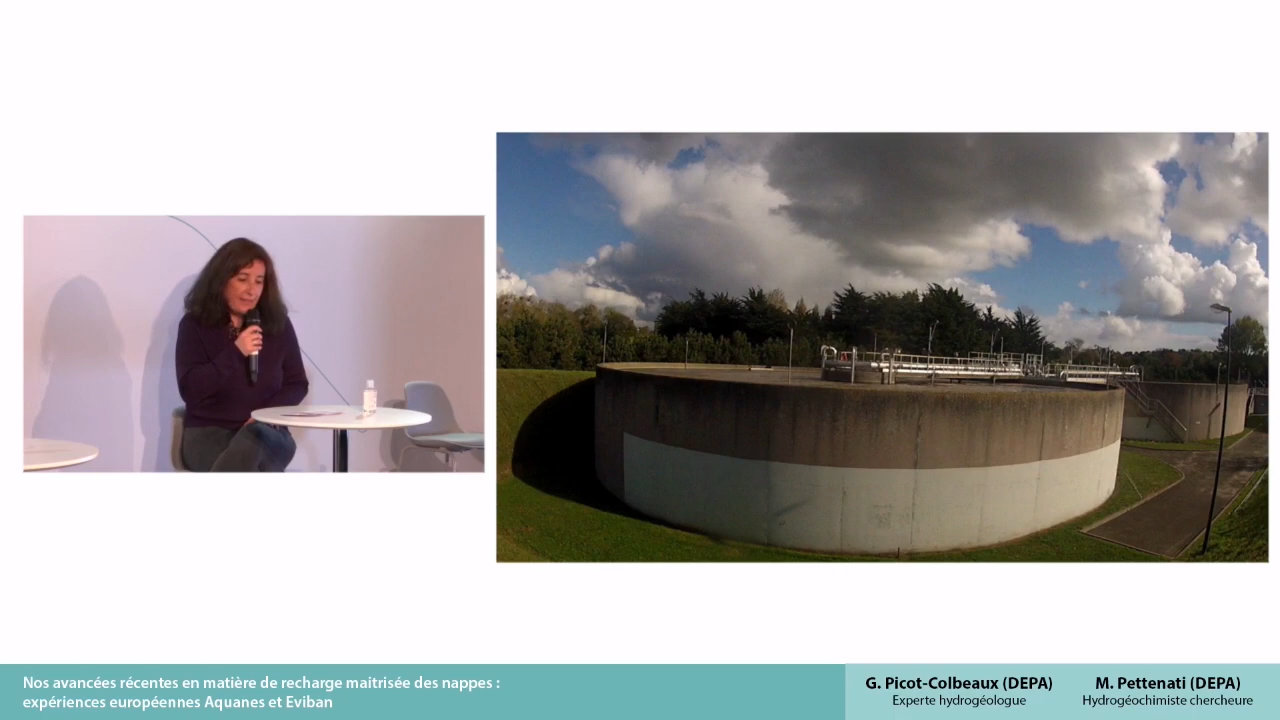 Nos avancées récentes en matière de recharge maitrisée des nappes :
expériences européennes Aquanes et Eviban
G. Picot-Colbeaux (DEPA)
Experte hydrogéologue
M. Pettenati (DEPA)
Hydrogéochimiste chercheure